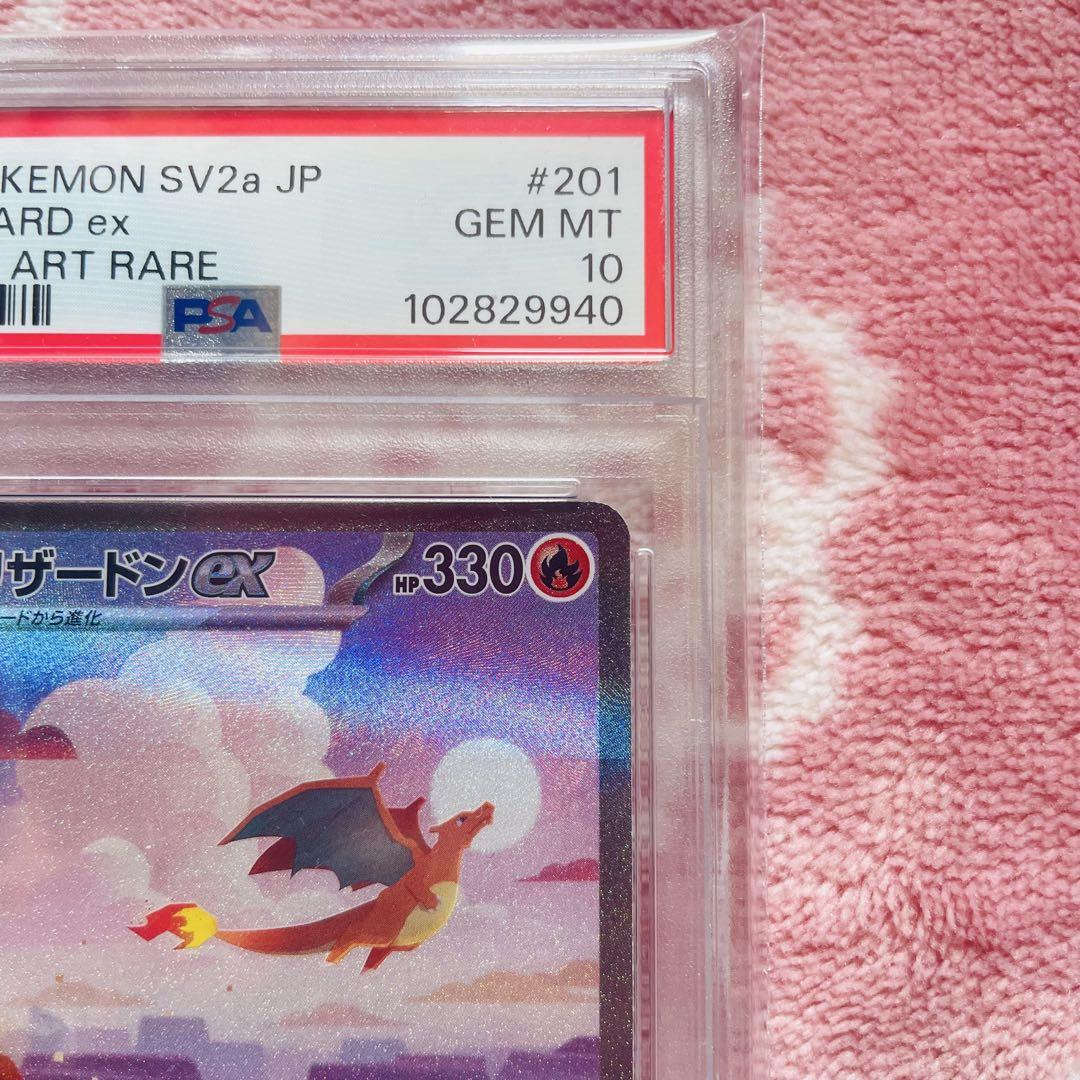 KEMON SV2a JP #201
ARD ex GEM MT
ART RARE 10
PSA 102829940
ザードンex HP330
ードから進化